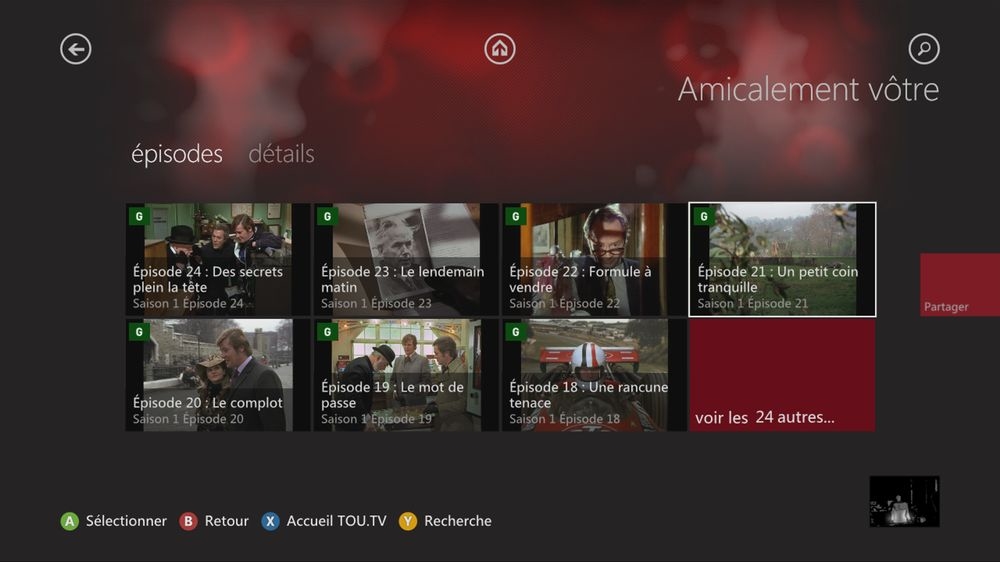 Amicalement vôtre
épisodes détails
G
Épisode 24 : Des secrets
plein la tête
Saison 1 Épisode 24
G
Épisode 23 : Le lendemain
matin
Saison 1 Épisode 23
G
Épisode 22 : Formule à
vendre
Saison 1 Épisode 22
G
Épisode 21 : Un petit coin
tranquille
Saison 1 Épisode 21
Partager
G
Épisode 20 : Le complot
Saison 1 Épisode 20
G
Épisode 19 : Le mot de
passe
Saison 1 Épisode 19
G
Épisode 18 : Une rancune
tenace
Saison 1 Épisode 18
voir les 24 autres...
A Sélectionner B Retour X Accueil TOU.TV Y Recherche